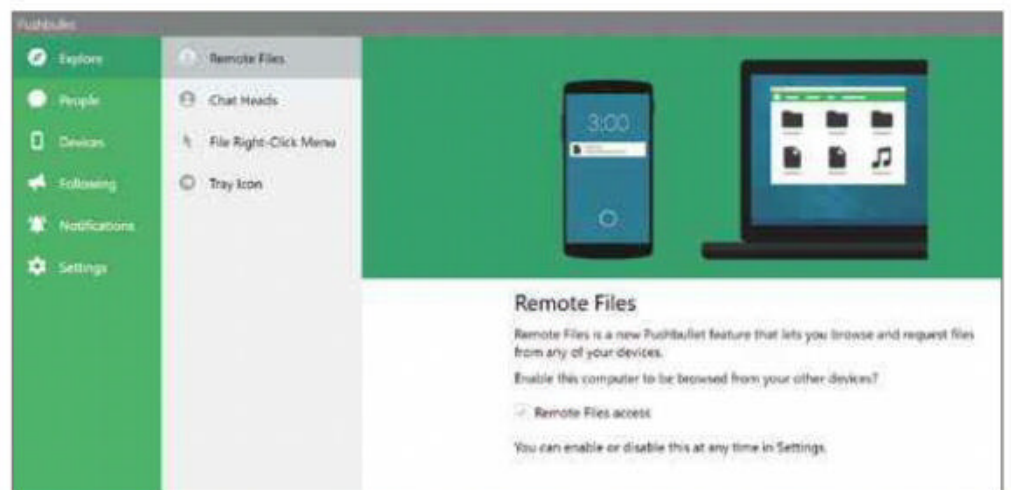 Pushbullet
Explore
People
Devices
Following
Notifications
Settings
Remote Files
Chat Heads
File Right-Click Menu
Tray Icon
3:00
Remote Files
Remote Files is a new Pushbullet feature that lets you browse and request files
from any of your devices.
Enable this computer to be browsed from your other devices?
Remote Files access
You can enable or disable this at any time in Settings.